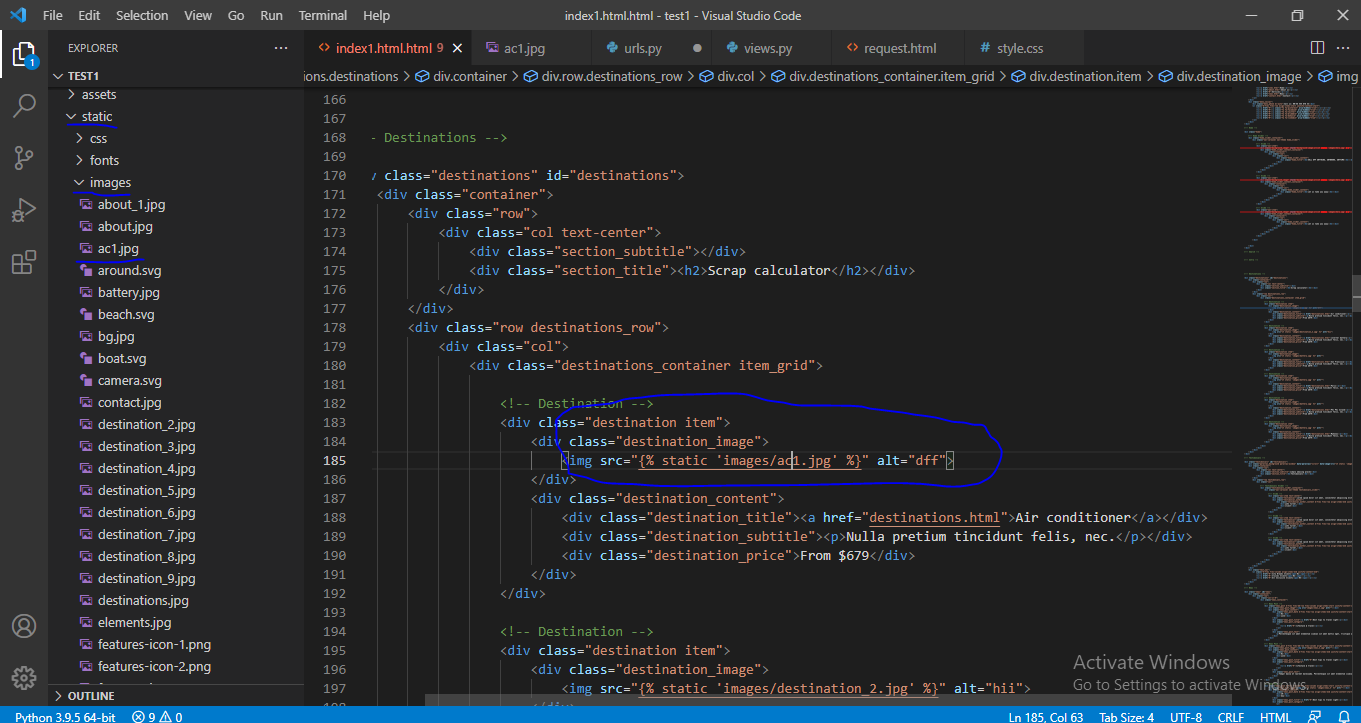 File Edit Selection View Go Run Terminal Help index1.html.html - test1 - Visual Studio Code
EXPLORER ··· <> index1.html.html 9 × ac1.jpg urls.py ● views.py <> request.html # style.css ···
1
TEST1
ions.destinations > div.container > div.row.destinations_row > div.col > div.destinations_container.item_grid > div.destination.item > div.destination_image > img
assets
static
css
fonts
images
about_1.jpg
about.jpg
ac1.jpg
around.svg
battery.jpg
beach.svg
bg.jpg
boat.svg
camera.svg
contact.jpg
destination_2.jpg
destination_3.jpg
destination_4.jpg
destination_5.jpg
destination_6.jpg
destination_7.jpg
destination_8.jpg
destination_9.jpg
destinations.jpg
elements.jpg
features-icon-1.png
features-icon-2.png
OUTLINE
166
167
168 - Destinations -->
169
170 class="destinations" id="destinations">
171 <div class="container">
172 <div class="row">
173 <div class="col text-center">
174 <div class="section_subtitle"></div>
175 <div class="section_title"><h2>Scrap calculator</h2></div>
176 </div>
177 </div>
178 <div class="row destinations_row">
179 <div class="col">
180 <div class="destinations_container item_grid">
181
182 <!-- Destination -->
183 <div class="destination item">
184 <div class="destination_image">
185 <img src="{% static 'images/ac1.jpg' %}" alt="dff">
186 </div>
187 <div class="destination_content">
188 <div class="destination_title"><a href="destinations.html">Air conditioner</a></div>
189 <div class="destination_subtitle"><p>Nulla pretium tincidunt felis, nec.</p></div>
190 <div class="destination_price">From $679</div>
191 </div>
192 </div>
193
194 <!-- Destination -->
195 <div class="destination item">
196 <div class="destination_image">
197 <img src="{% static 'images/destination_2.jpg' %}" alt="hii">
Activate Windows
Go to Settings to activate Windows.
Python 3.9.5 64-bit 9 0 Ln 185, Col 63 Tab Size: 4 UTF-8 CRLF HTML